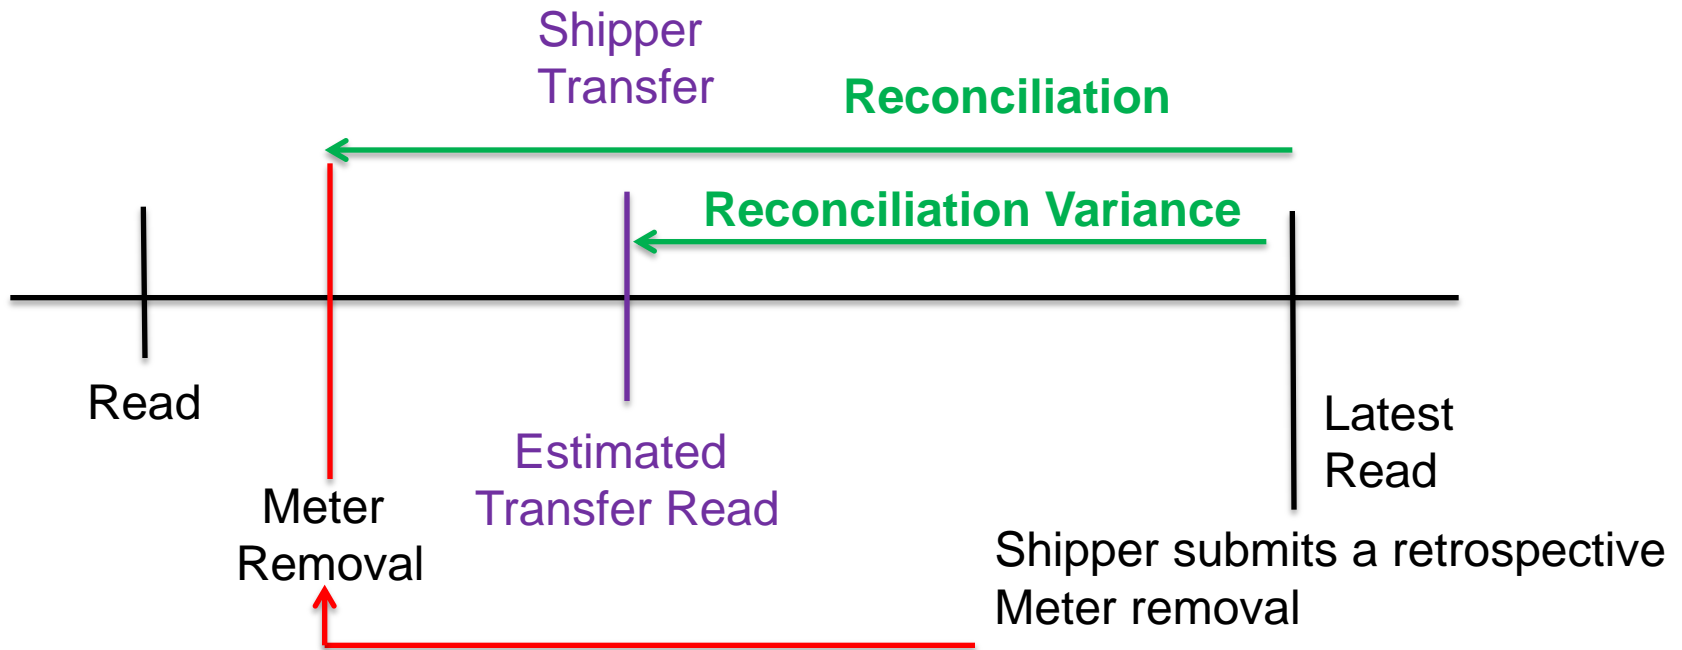 Shipper
Transfer
Reconciliation
Reconciliation Variance
Read
Meter
Removal
Estimated
Transfer Read
Latest
Read
Shipper submits a retrospective
Meter removal